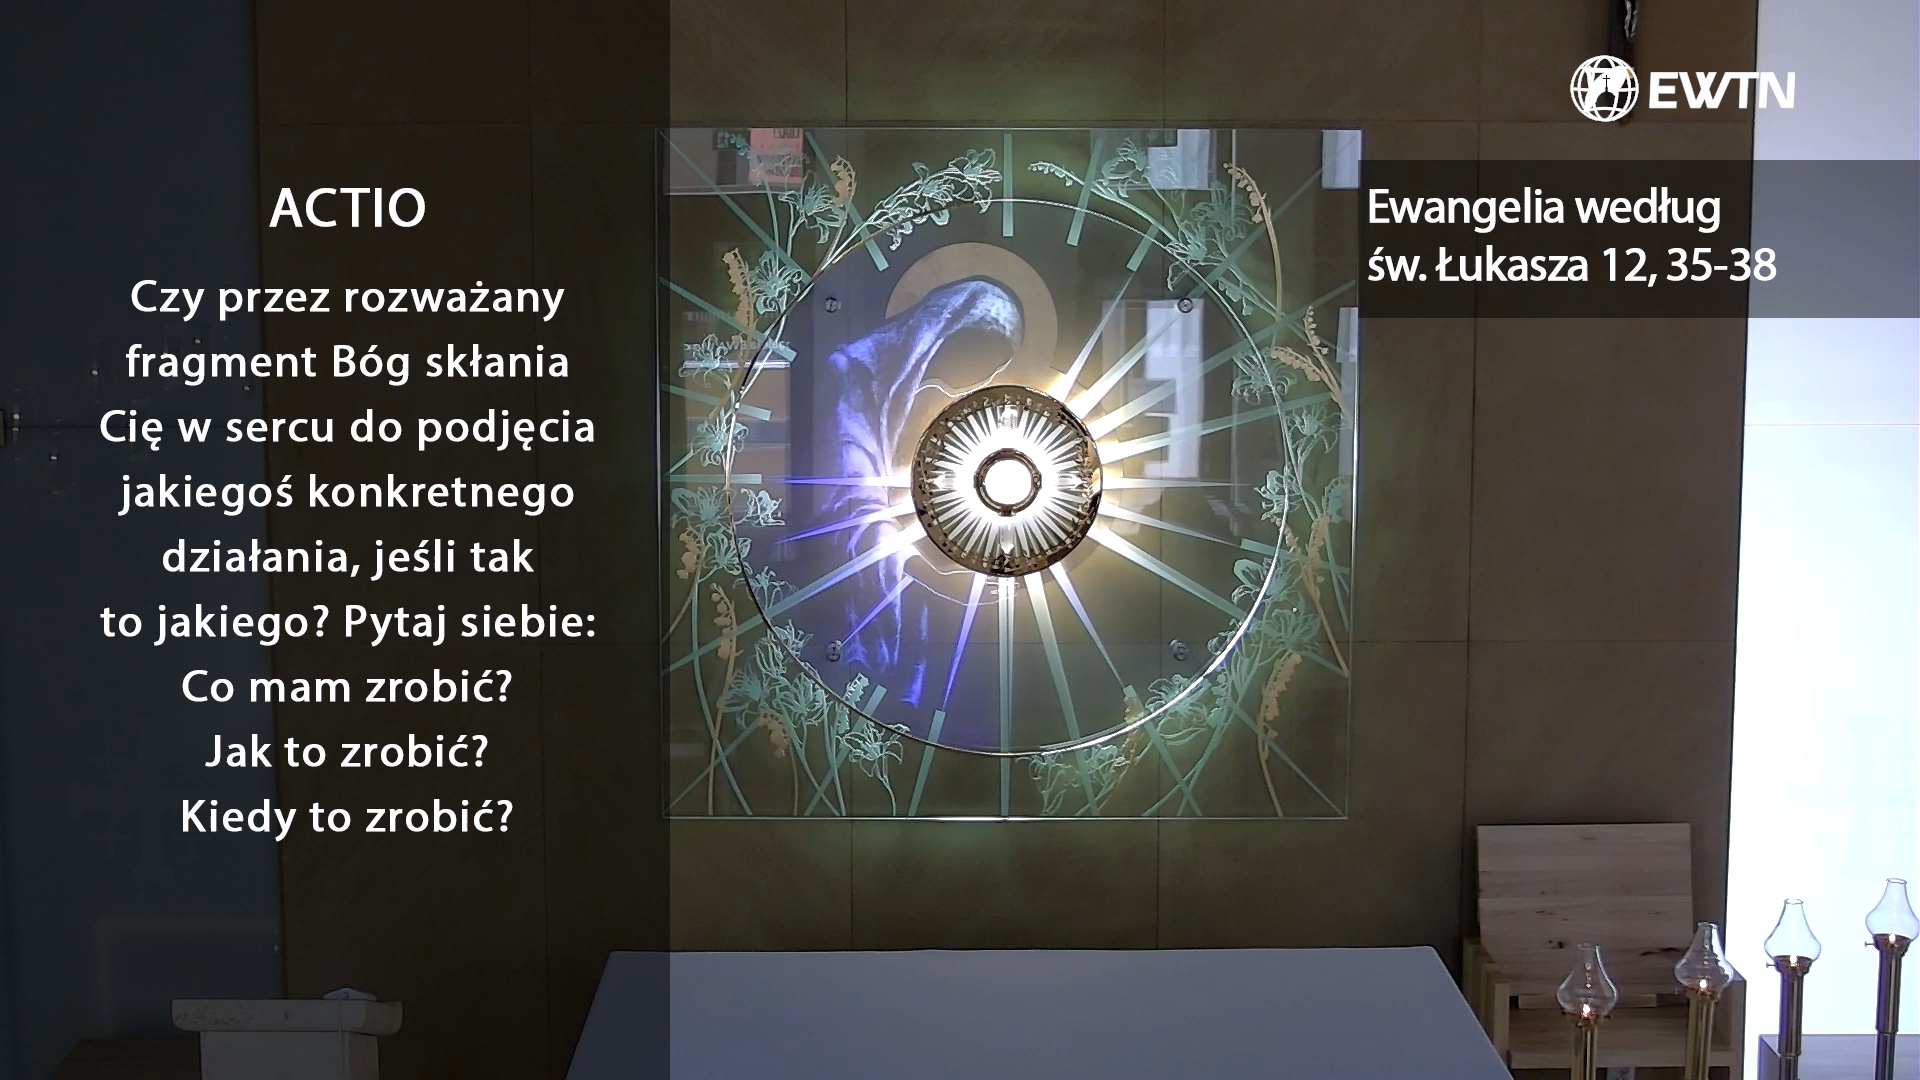 ACTIO
Czy przez rozważany
fragment Bóg skłania
Cię w sercu do podjęcia
jakiegoś konkretnego
działania, jeśli tak
to jakiego? Pytaj siebie:
Co mam zrobić?
Jak to zrobić?
Kiedy to zrobić?
EWTN
Ewangelia według
św. Łukasza 12, 35-38